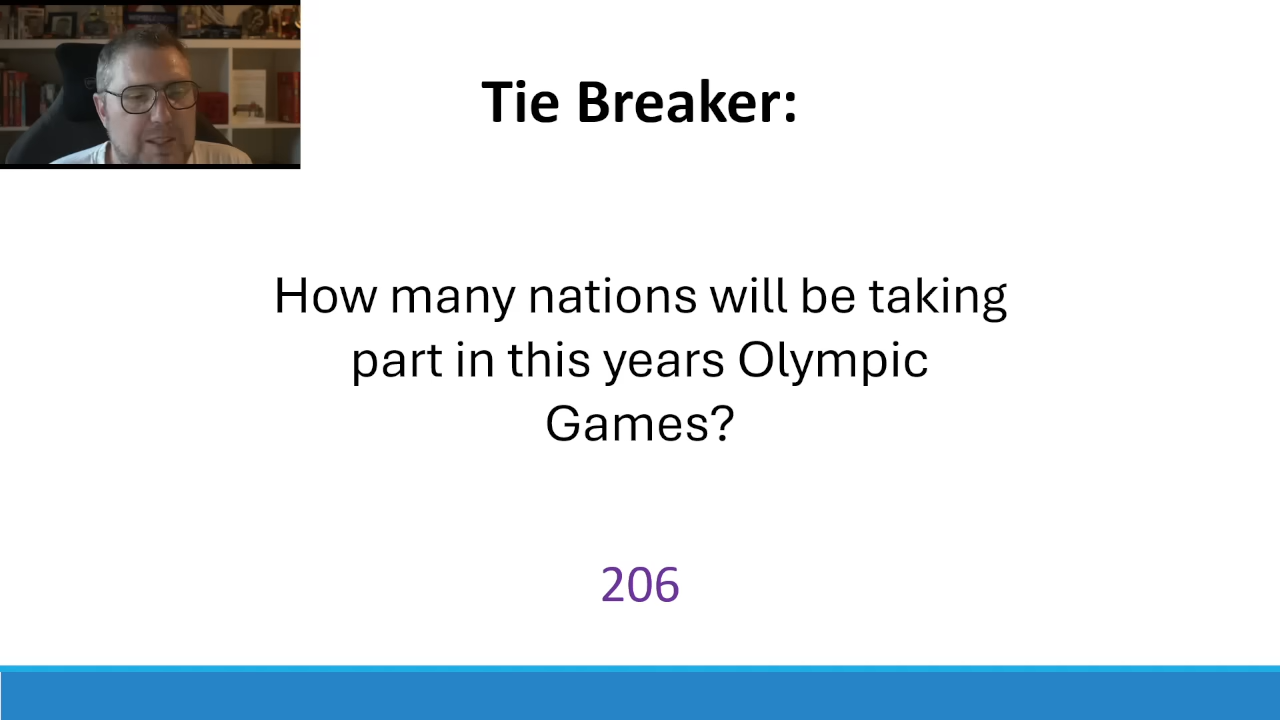 Tie Breaker:
How many nations will be taking
part in this years Olympic
Games?
206